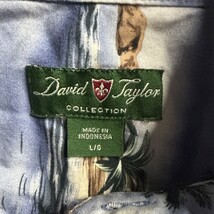 David Taylor
COLLECTION
MADE IN
INDONESIA
L/G